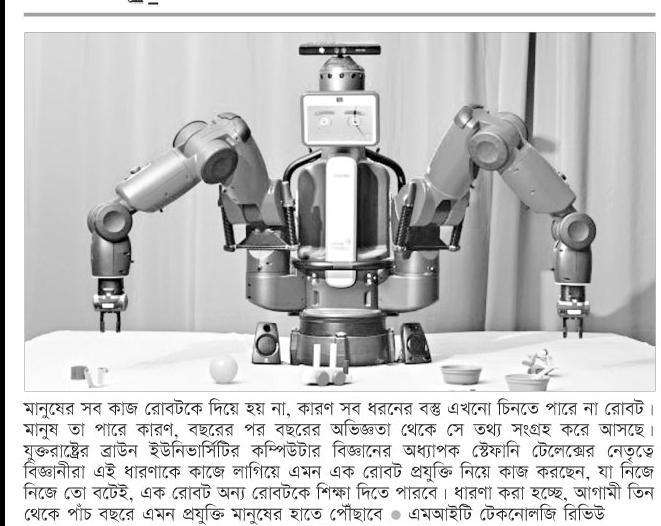 মানুষের সব কাজ রোবটকে দিয়ে হয় না, কারণ সব ধরনের বস্তু এখনো চিনতে পারে না রোবট।
মানুষ তা পারে কারণ, বছরের পর বছরের অভিজ্ঞতা থেকে সে তথ্য সংগ্রহ করে আসছে।
যুক্তরাষ্ট্রের ব্রাউন ইউনিভার্সিটির কম্পিউটার বিজ্ঞানের অধ্যাপক স্টেফানি টেলেক্সের নেতৃত্বে
বিজ্ঞানীরা এই ধারণাকে কাজে লাগিয়ে এমন এক রোবট প্রযুক্তি নিয়ে কাজ করছেন, যা নিজে
নিজে তো বটেই, এক রোবট অন্য রোবটকে শিক্ষা দিতে পারবে। ধারণা করা হচ্ছে, আগামী তিন
থেকে পাঁচ বছরে এমন প্রযুক্তি মানুষের হাতে পৌঁছাবে ● এমআইটি টেকনোলজি রিভিউ